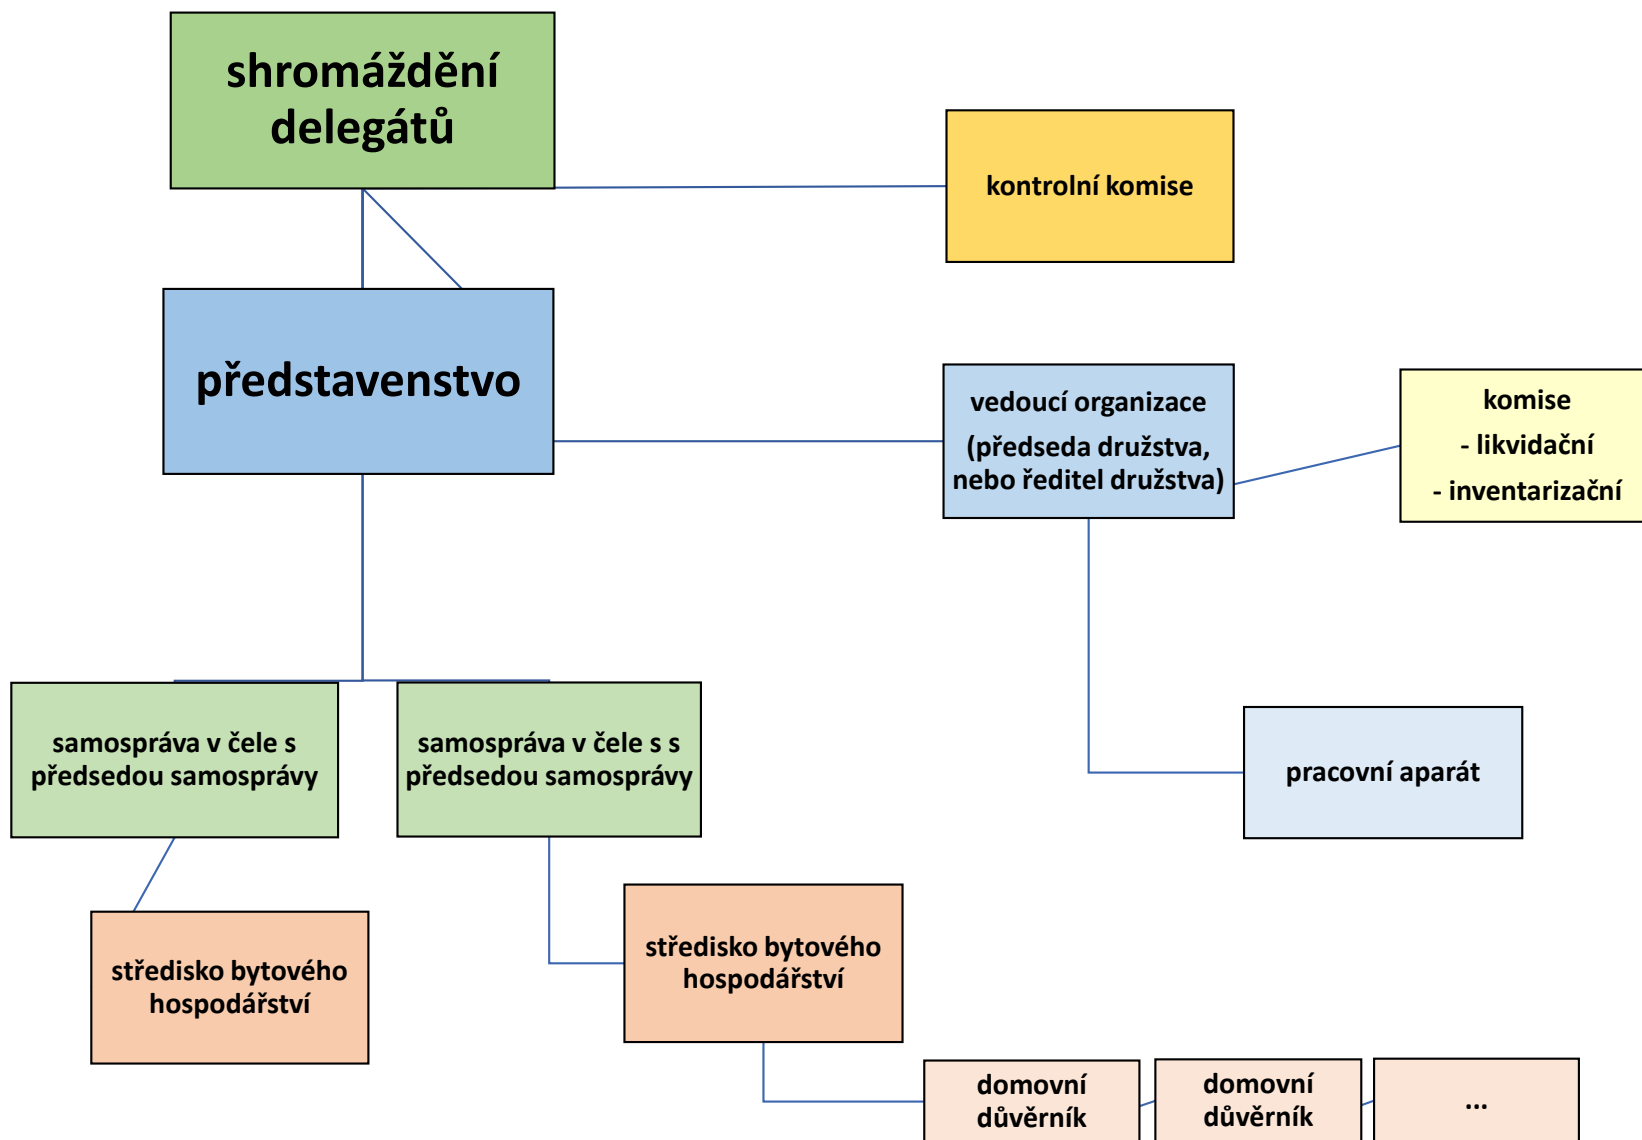 shromáždění
delegátů
kontrolní komise
představenstvo
vedoucí organizace
(předseda družstva,
nebo ředitel družstva)
komise
- likvidační
- inventarizační
samospráva v čele s
předsedou samosprávy
samospráva v čele s s
předsedou samosprávy
pracovní aparát
středisko bytového
hospodářství
středisko bytového
hospodářství
domovní
důvěrník
domovní
důvěrník
...